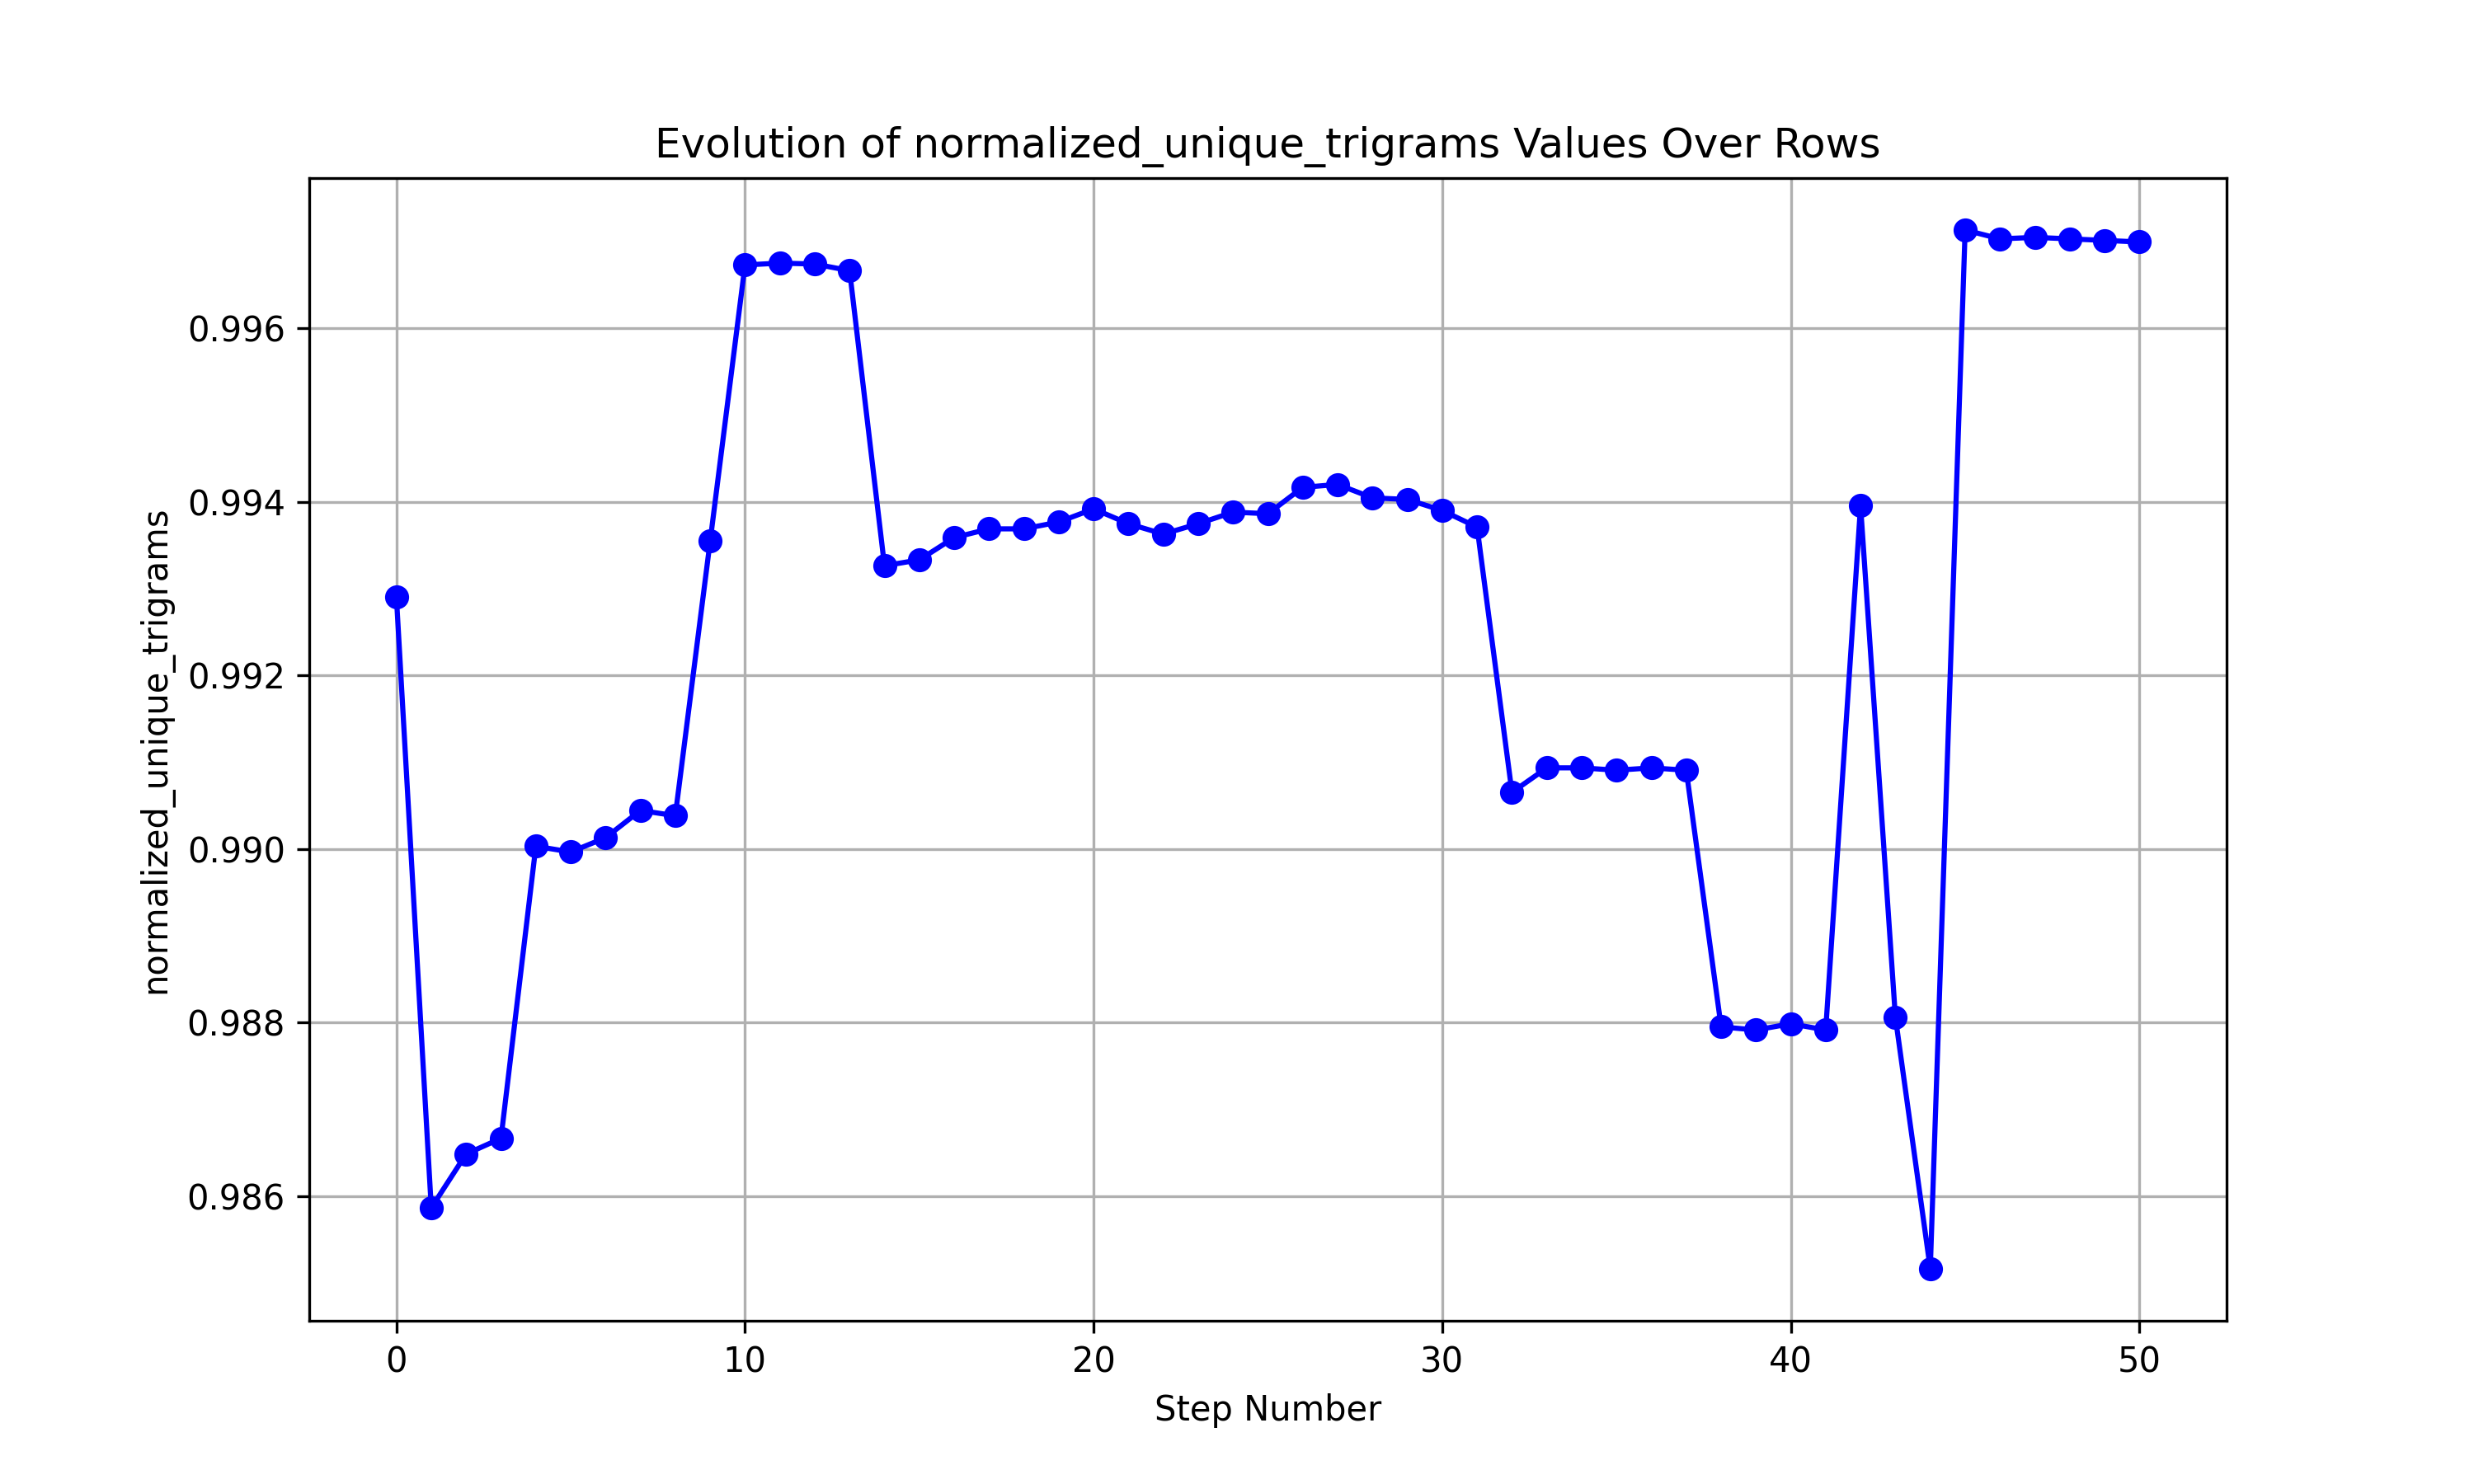 Evolution of normalized_unique_trigrams Values Over Rows
normalized_unique_trigrams
0.996
0.994
0.992
0.990
0.988
0.986
0 10 20 30 40 50
Step Number